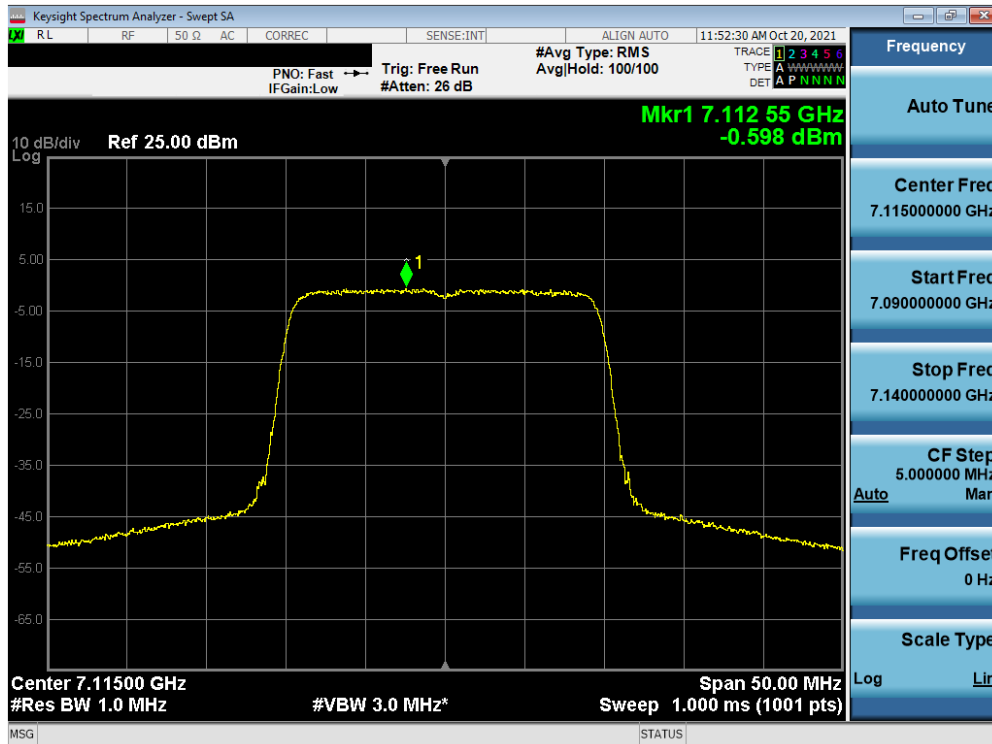 Keysight Spectrum Analyzer - Swept SA
LXI RL RF 50 Ω AC CORREC SENSE:INT ALIGN AUTO 11:52:30 AM Oct 20, 2021
PNO: Fast
IFGain:Low
Trig: Free Run
#Atten: 26 dB
#Avg Type: RMS
Avg|Hold: 100/100
TRACE 1 2 3 4 5 6
TYPE A WWWWW
DET A P N N N N
Mkr1 7.112 55 GHz
-0.598 dBm
10 dB/div Ref 25.00 dBm
Log
15.0
5.00
-5.00
-15.0
-25.0
-35.0
-45.0
-55.0
-65.0
1
Center 7.11500 GHz Span 50.00 MHz
#Res BW 1.0 MHz #VBW 3.0 MHz* Sweep 1.000 ms (1001 pts)
MSG STATUS
Frequency
Auto Tune
Center Freq
7.115000000 GHz
Start Freq
7.090000000 GHz
Stop Freq
7.140000000 GHz
CF Step
5.000000 MHz
Auto Man
Freq Offset
0 Hz
Scale Type
Log Lin